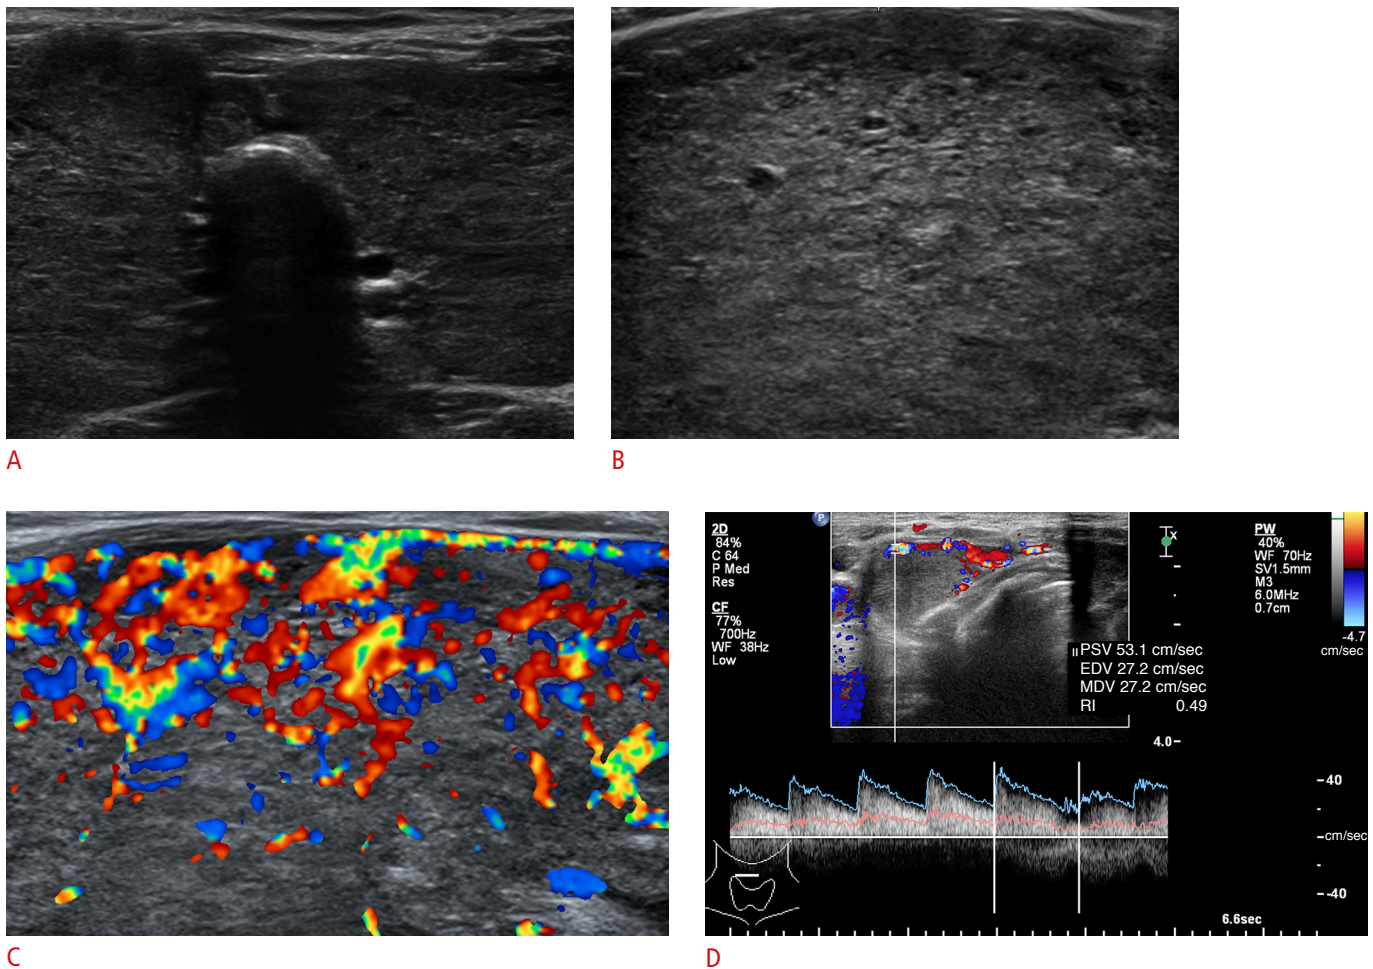 A
B
P
2D
84%
C 64
P Med
Res
CF
77%
700Hz
WF 38Hz
Low
X
PW
40%
WF 70Hz
SV1.5mm
M3
6.0MHz
0.7cm
-4.7
cm/sec
PSV 53.1 cm/sec
EDV 27.2 cm/sec
MDV 27.2 cm/sec
RI 0.49
4.0
40
cm/sec
-40
6.6sec
C
D